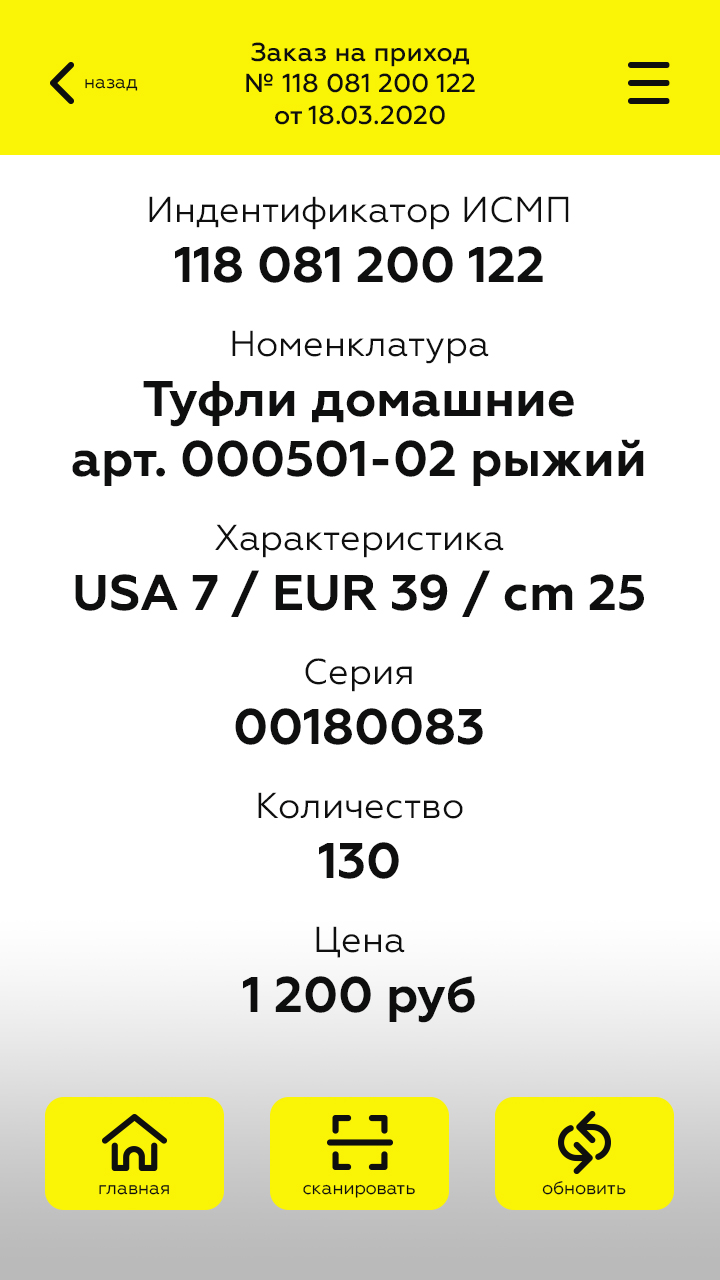 Заказ на приход
назад
№ 118 081 200 122
от 18.03.2020
Индентификатор ИСМП
118 081 200 122
Номенклатура
Туфли домашние
арт. 000501-02 рыжий
Характеристика
USA 7 / EUR 39 / cm 25
Серия
00180083
Количество
130
Цена
1 200 руб
главная
сканировать
обновить